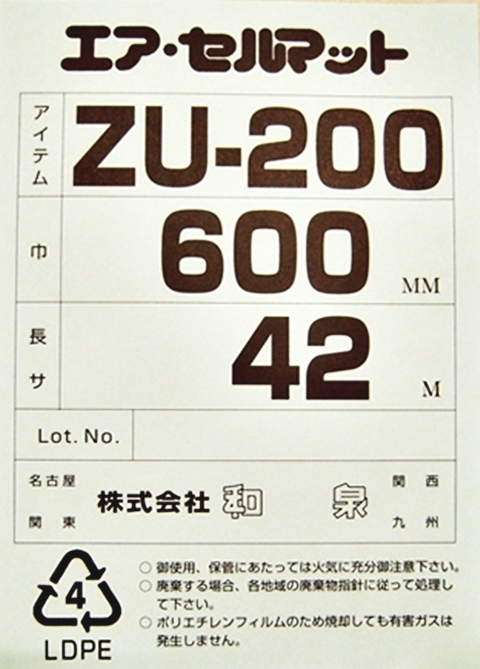 エア・セルマット
アイテム ZU-200
巾 600 MM
長サ 42 M
Lot. No.
名古屋 関西
株式会社 和泉
関東 九州
4
LDPE
○ 御使用、保管にあたっては火気に充分御注意下さい。
○ 廃棄する場合、各地域の廃棄物指針に従って処理し
て下さい。
○ ポリエチレンフィルムのため焼却しても有害ガスは
発生しません。